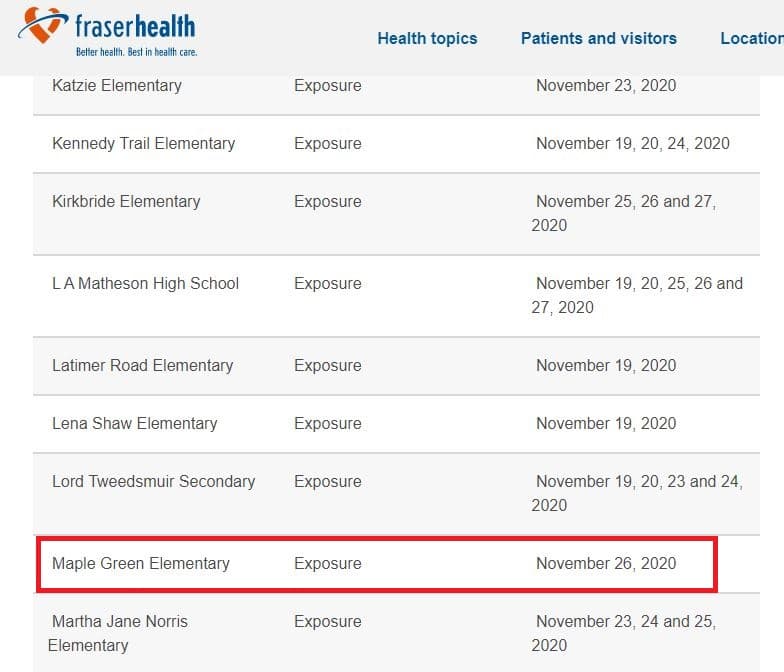 fraserhealth
Better health. Best in health care.
Health topics Patients and visitors Location
Katzie Elementary Exposure November 23, 2020
Kennedy Trail Elementary Exposure November 19, 20, 24, 2020
Kirkbride Elementary Exposure November 25, 26 and 27,
2020
L A Matheson High School Exposure November 19, 20, 25, 26 and
27, 2020
Latimer Road Elementary Exposure November 19, 2020
Lena Shaw Elementary Exposure November 19, 2020
Lord Tweedsmuir Secondary Exposure November 19, 20, 23 and 24,
2020
Maple Green Elementary Exposure November 26, 2020
Martha Jane Norris Exposure November 23, 24 and 25,
Elementary 2020